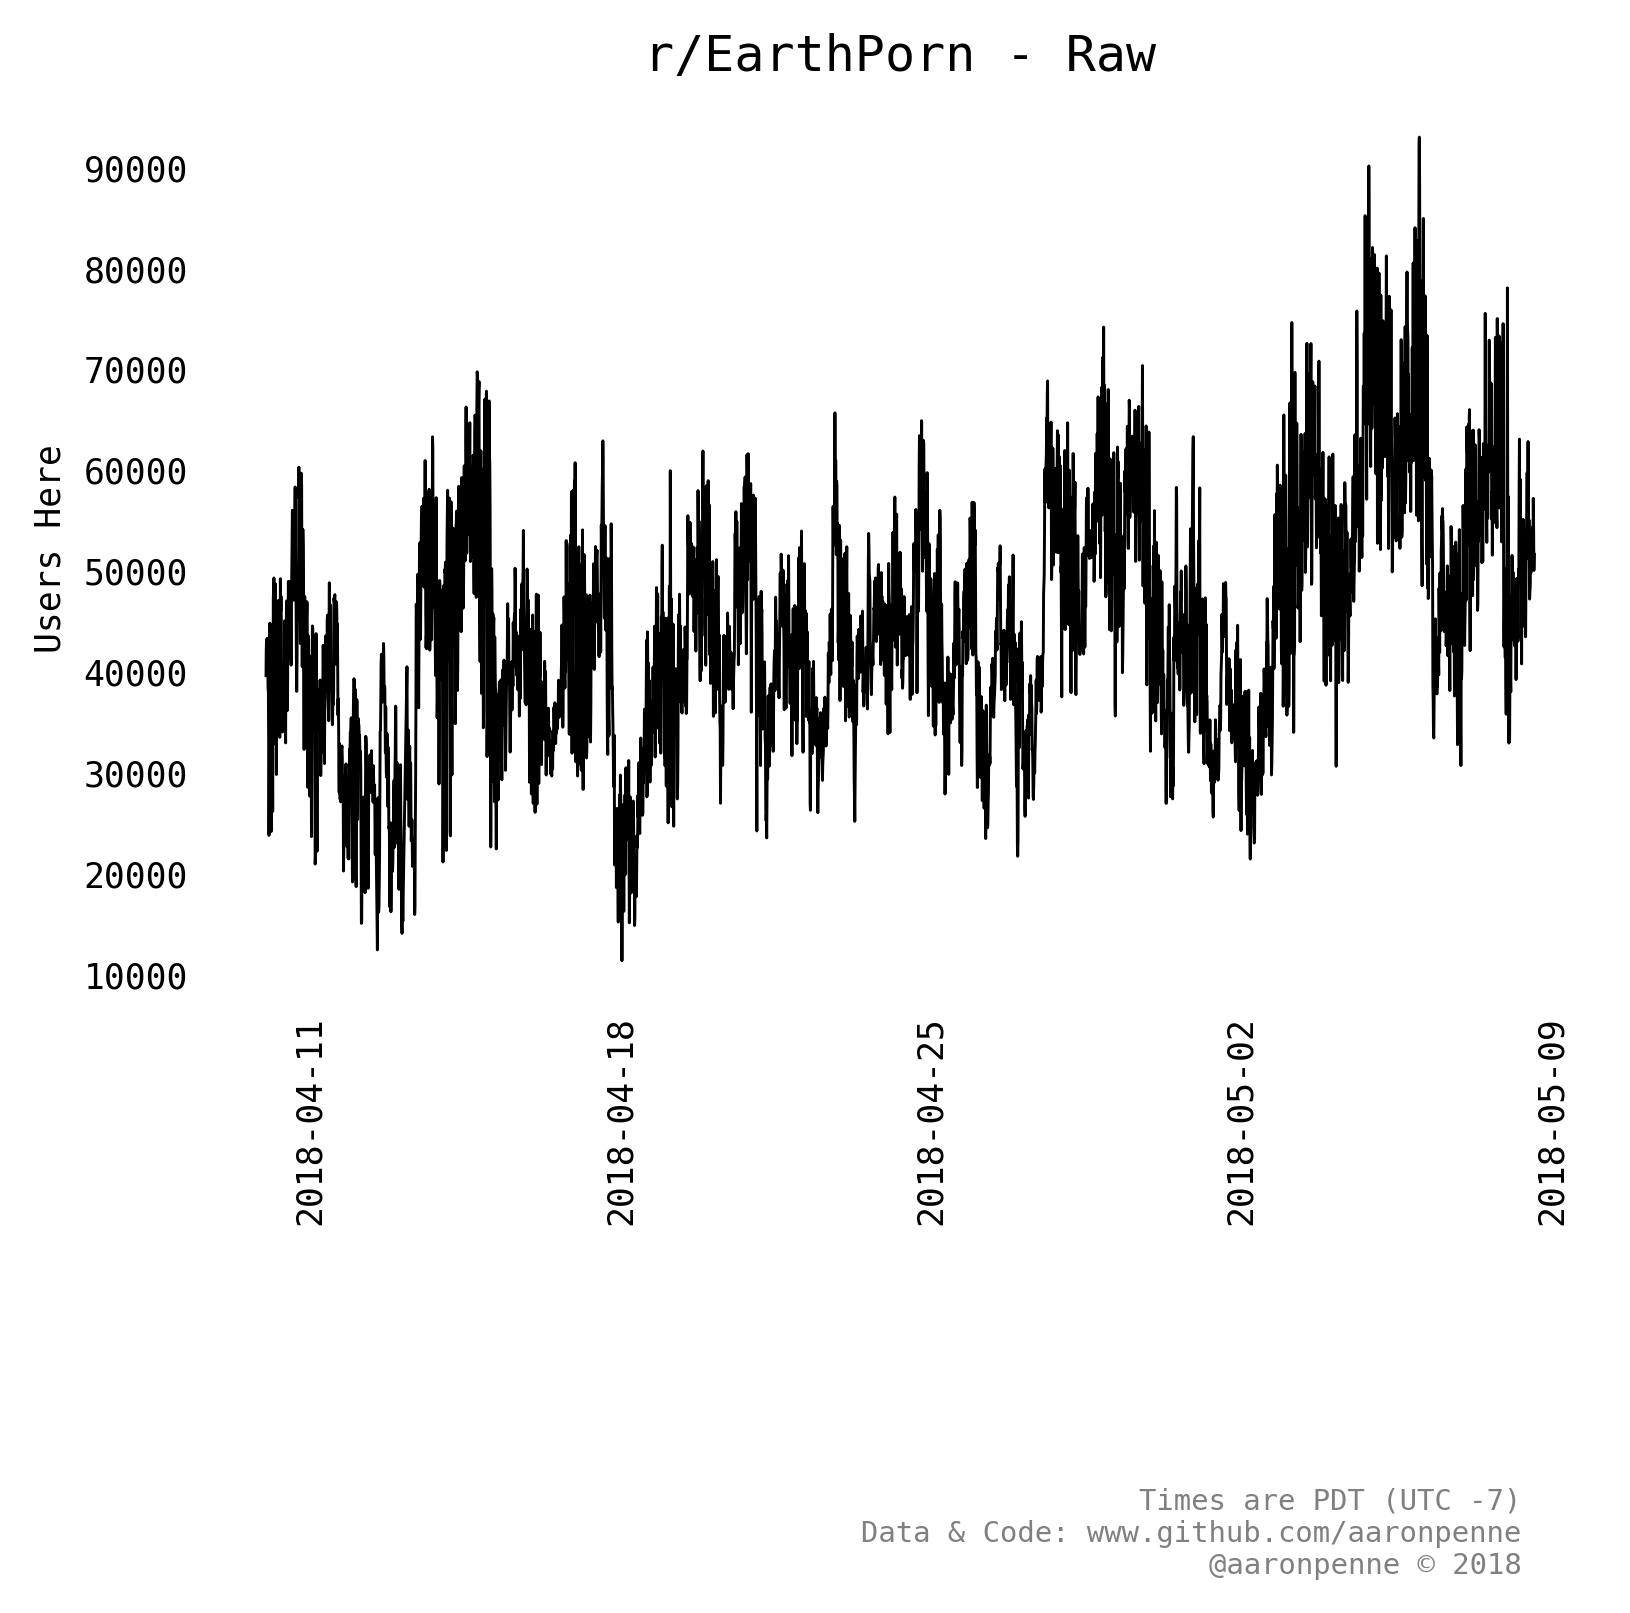 r/EarthPorn - Raw
90000
80000
70000
60000
50000
40000
30000
20000
10000
Users Here
2018-04-11
2018-04-18
2018-04-25
2018-05-02
2018-05-09
Times are PDT (UTC -7)
Data & Code: www.github.com/aaronpenne
@aaronpenne © 2018